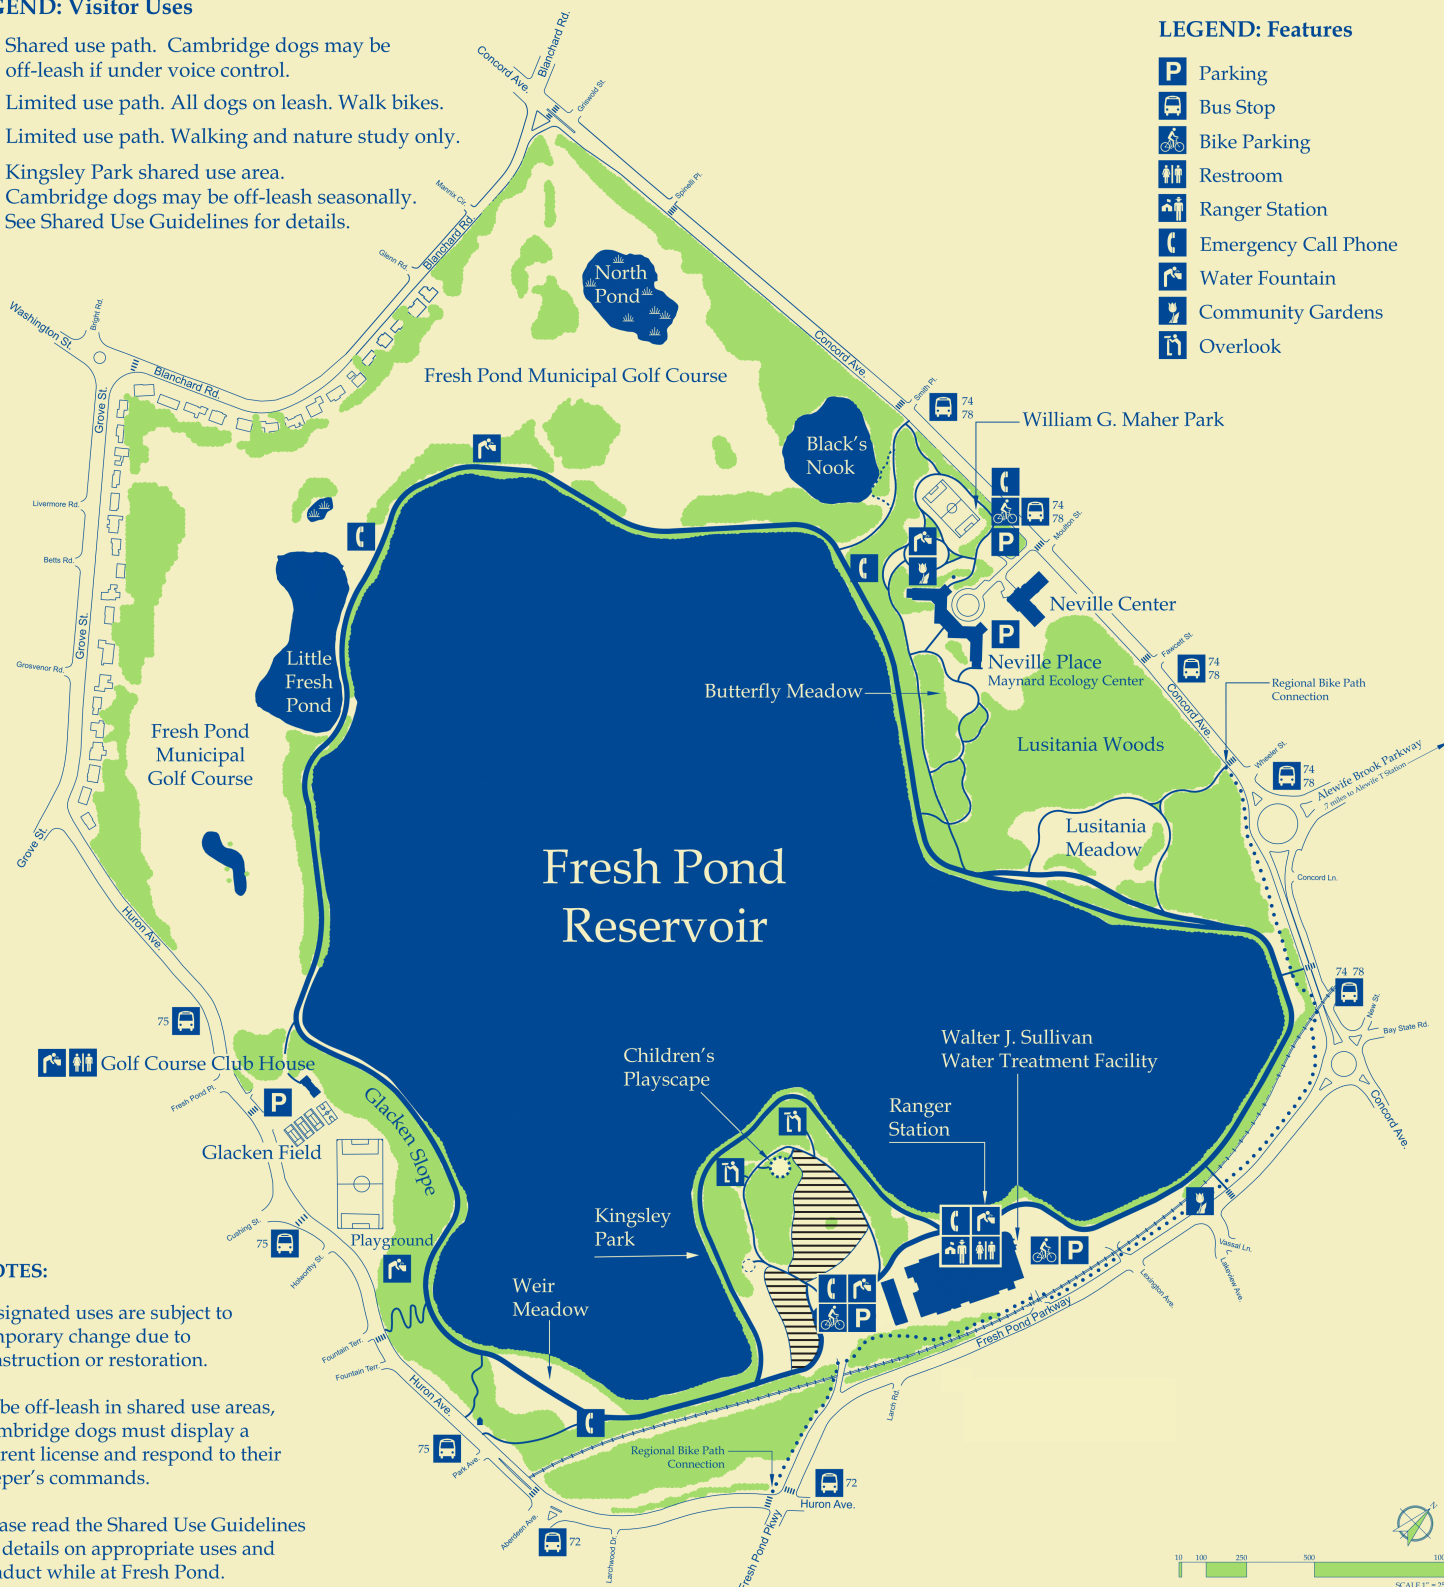 GEND: Visitor Uses
Shared use path.  Cambridge dogs may be
off-leash if under voice control.
Limited use path. All dogs on leash. Walk bikes.
Limited use path. Walking and nature study only.
Kingsley Park shared use area.
Cambridge dogs may be off-leash seasonally.
See Shared Use Guidelines for details.
LEGEND: Features
P Parking
Bus Stop
Bike Parking
Restroom
Ranger Station
Emergency Call Phone
Water Fountain
Community Gardens
Overlook
Blanchard Rd.
Concord Ave.
Griswold St.
Spinelli Pl.
Mannix Cir.
Blanchard Rd.
Glenn Rd.
North
Pond
Washington St.
Bright Rd.
Blanchard Rd.
Grove St.
Fresh Pond Municipal Golf Course
Concord Ave.
Smith Pl.
74
78
William G. Maher Park
Black's
Nook
74
78
Moulton St.
P
Livermore Rd.
Betts Rd.
Grove St.
Grosvenor Rd.
Neville Center
P
Neville Place
Maynard Ecology Center
Fawcett St.
74
78
Little
Fresh
Pond
Butterfly Meadow
Regional Bike Path
Connection
Concord Ave.
Fresh Pond
Municipal
Golf Course
Lusitania Woods
Wheeler St.
74
78
Alewife Brook Parkway
.7 miles to Alewife T Station
Lusitania
Meadow
Grove St.
Fresh Pond
Reservoir
Concord Ln.
Huron Ave.
74 78
New St.
Bay State Rd.
75
Golf Course Club House
Children's
Playscape
Walter J. Sullivan
Water Treatment Facility
Fresh Pond Pl.
P
Glacken Slope
Ranger
Station
Concord Ave.
Glacken Field
Kingsley
Park
Cushing St.
75
Playground
Holworthy St.
P
Vassal Ln.
Lakeview Ave.
Lexington Ave.
OTES:
Weir
Meadow
P
signated uses are subject to
mporary change due to
nstruction or restoration.
Fresh Pond Parkway
Fountain Terr.
Fountain Terr.
Huron Ave.
Larch Rd.
be off-leash in shared use areas,
mbridge dogs must display a
rent license and respond to their
eper's commands.
75
Park Ave.
Regional Bike Path
Connection
72
Huron Ave.
Aberdeen Ave.
72
Larchwood Dr.
Fresh Pond Pkwy
ase read the Shared Use Guidelines
details on appropriate uses and
nduct while at Fresh Pond.
N
10 100 250 500 100